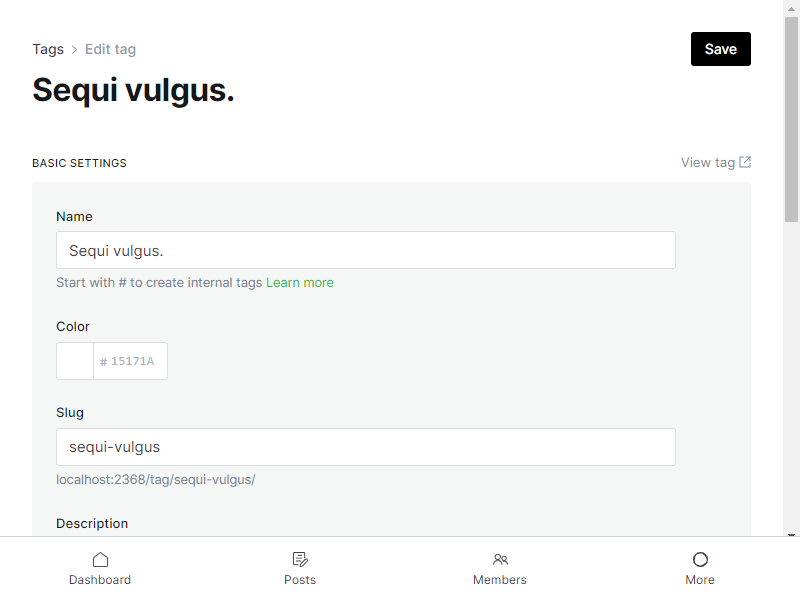 Tags > Edit tag
Save
Sequi vulgus.
BASIC SETTINGS
View tag
Name
Sequi vulgus.
Start with # to create internal tags Learn more
Color
# 15171A
Slug
sequi-vulgus
localhost:2368/tag/sequi-vulgus/
Description
Dashboard
Posts
Members
More